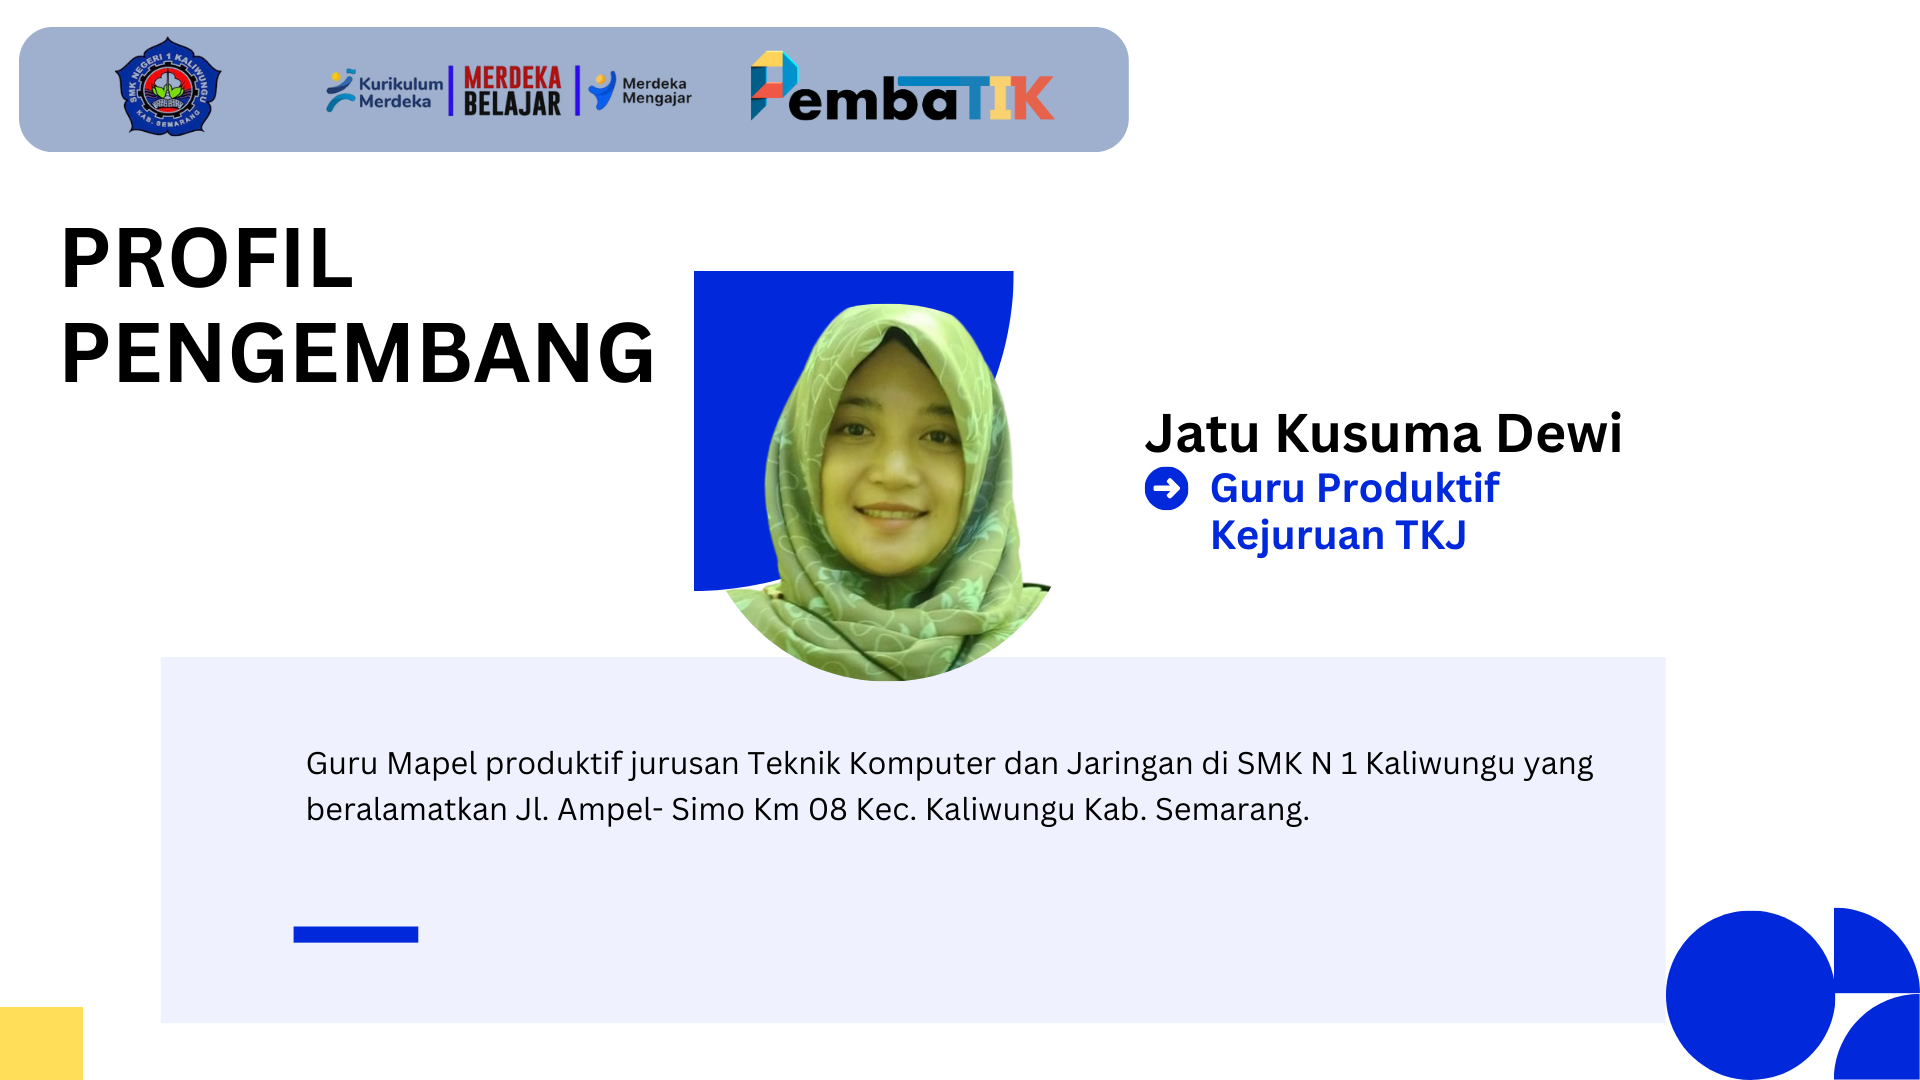 SMK NEGERI 1 KALIWUNGU
KAB. SEMARANG
Kurikulum
Merdeka
MERDEKA
BELAJAR
Merdeka
Mengajar
PembaTIK
PROFIL
PENGEMBANG
Jatu Kusuma Dewi
Guru Produktif
Kejuruan TKJ
Guru Mapel produktif jurusan Teknik Komputer dan Jaringan di SMK N 1 Kaliwungu yang
beralamatkan Jl. Ampel- Simo Km 08 Kec. Kaliwungu Kab. Semarang.